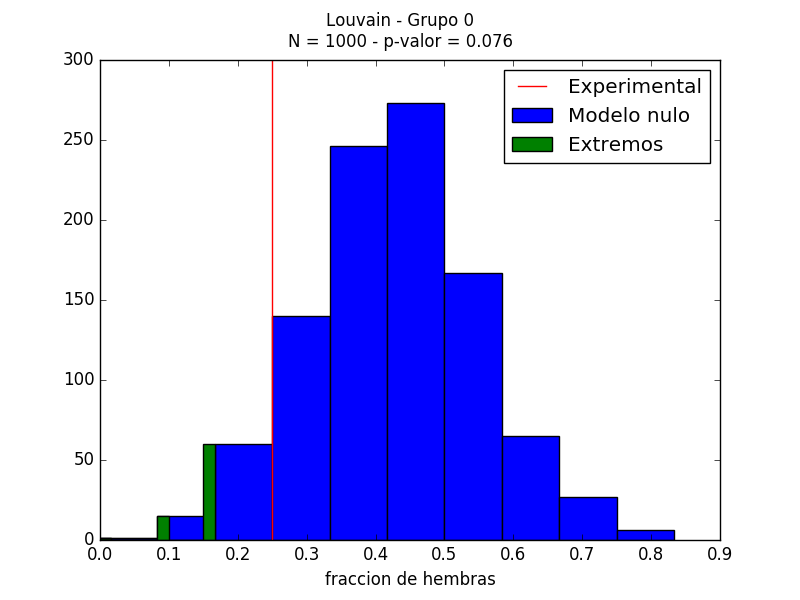 Louvain - Grupo 0
N = 1000 - p-valor = 0.076
300
250
200
150
100
50
0
Experimental
Modelo nulo
Extremos
0.0 0.1 0.2 0.3 0.4 0.5 0.6 0.7 0.8 0.9
fraccion de hembras